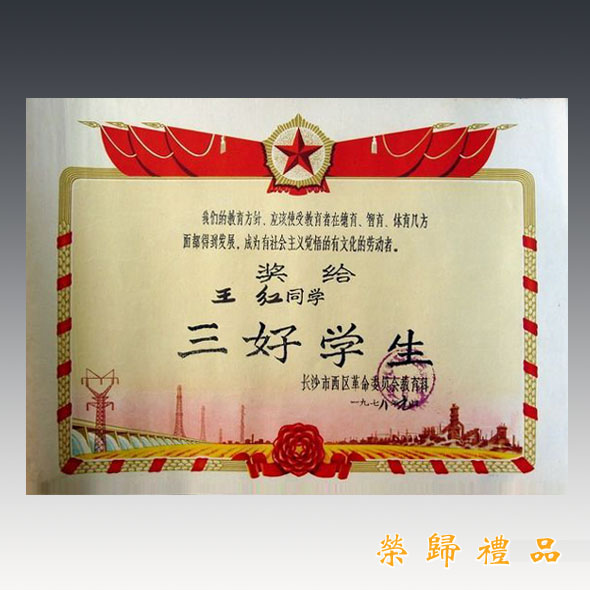 我们的教育方针，应该使受教育者在德育、智育、体育几方
面都得到发展，成为有社会主义觉悟的有文化的劳动者。
奖给
王红同学
三好学生
长沙市西区革命委员会教育科
一九七八年元月
榮歸禮品